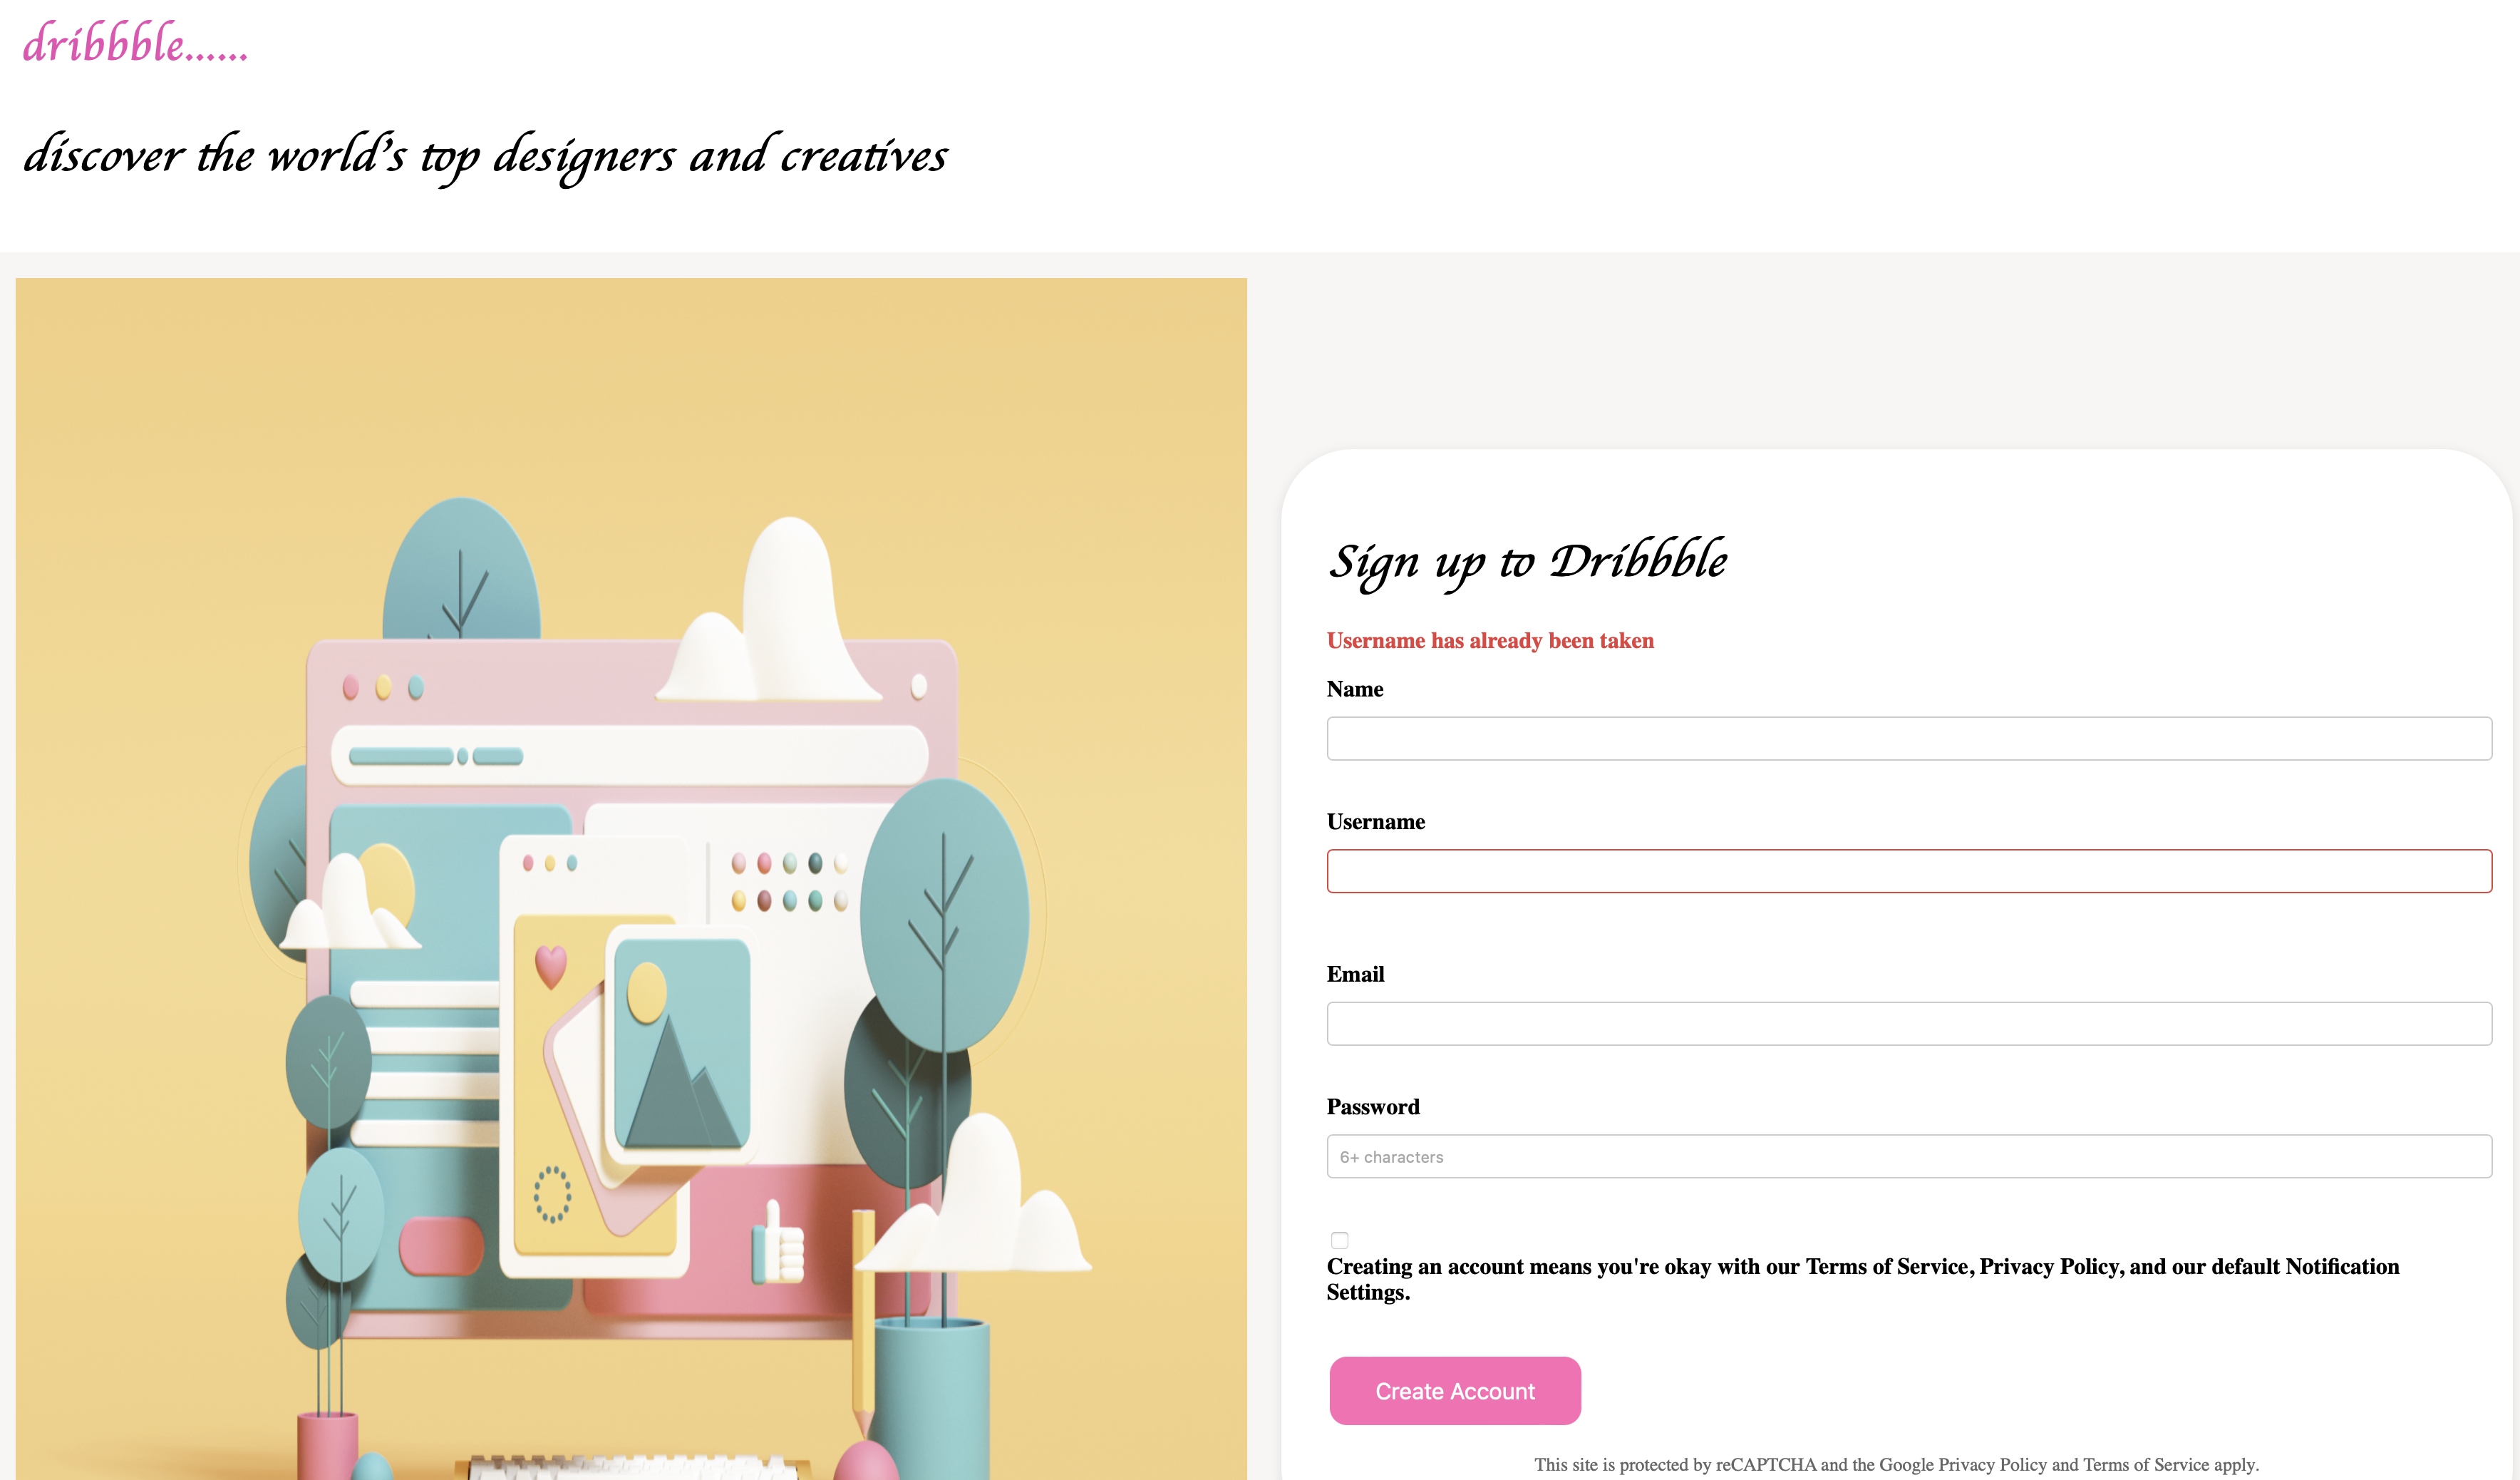 dribbble......
discover the world's top designers and creatives
Sign up to Dribbble
Username has already been taken
Name
Username
Email
Password
6+ characters
Creating an account means you're okay with our Terms of Service, Privacy Policy, and our default Notification
Settings.
Create Account
This site is protected by reCAPTCHA and the Google Privacy Policy and Terms of Service apply.